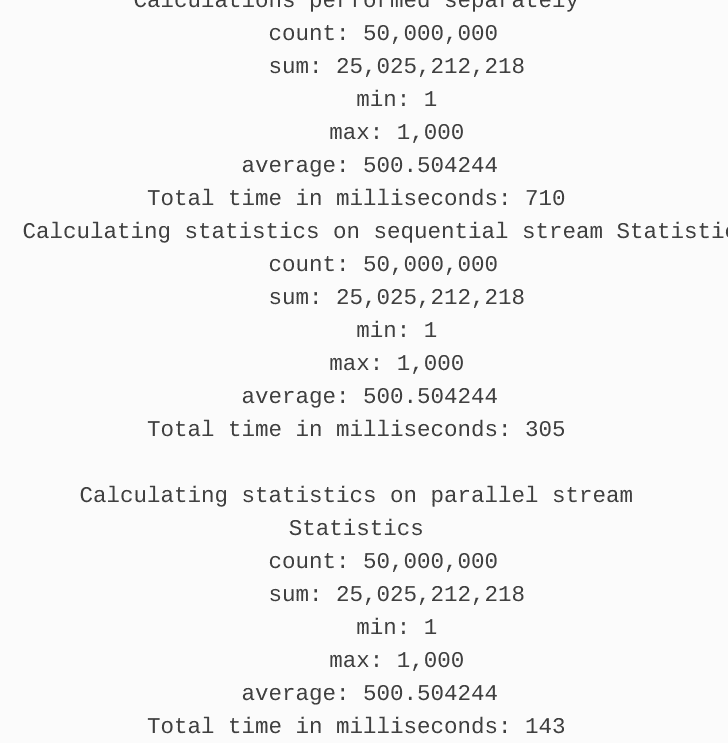 Calculations performed separately
count: 50,000,000
sum: 25,025,212,218
min: 1
max: 1,000
average: 500.504244
Total time in milliseconds: 710
Calculating statistics on sequential stream
count: 50,000,000
sum: 25,025,212,218
min: 1
max: 1,000
average: 500.504244
Total time in milliseconds: 305
Calculating statistics on parallel stream
Statistics
count: 50,000,000
sum: 25,025,212,218
min: 1
max: 1,000
average: 500.504244
Total time in milliseconds: 143